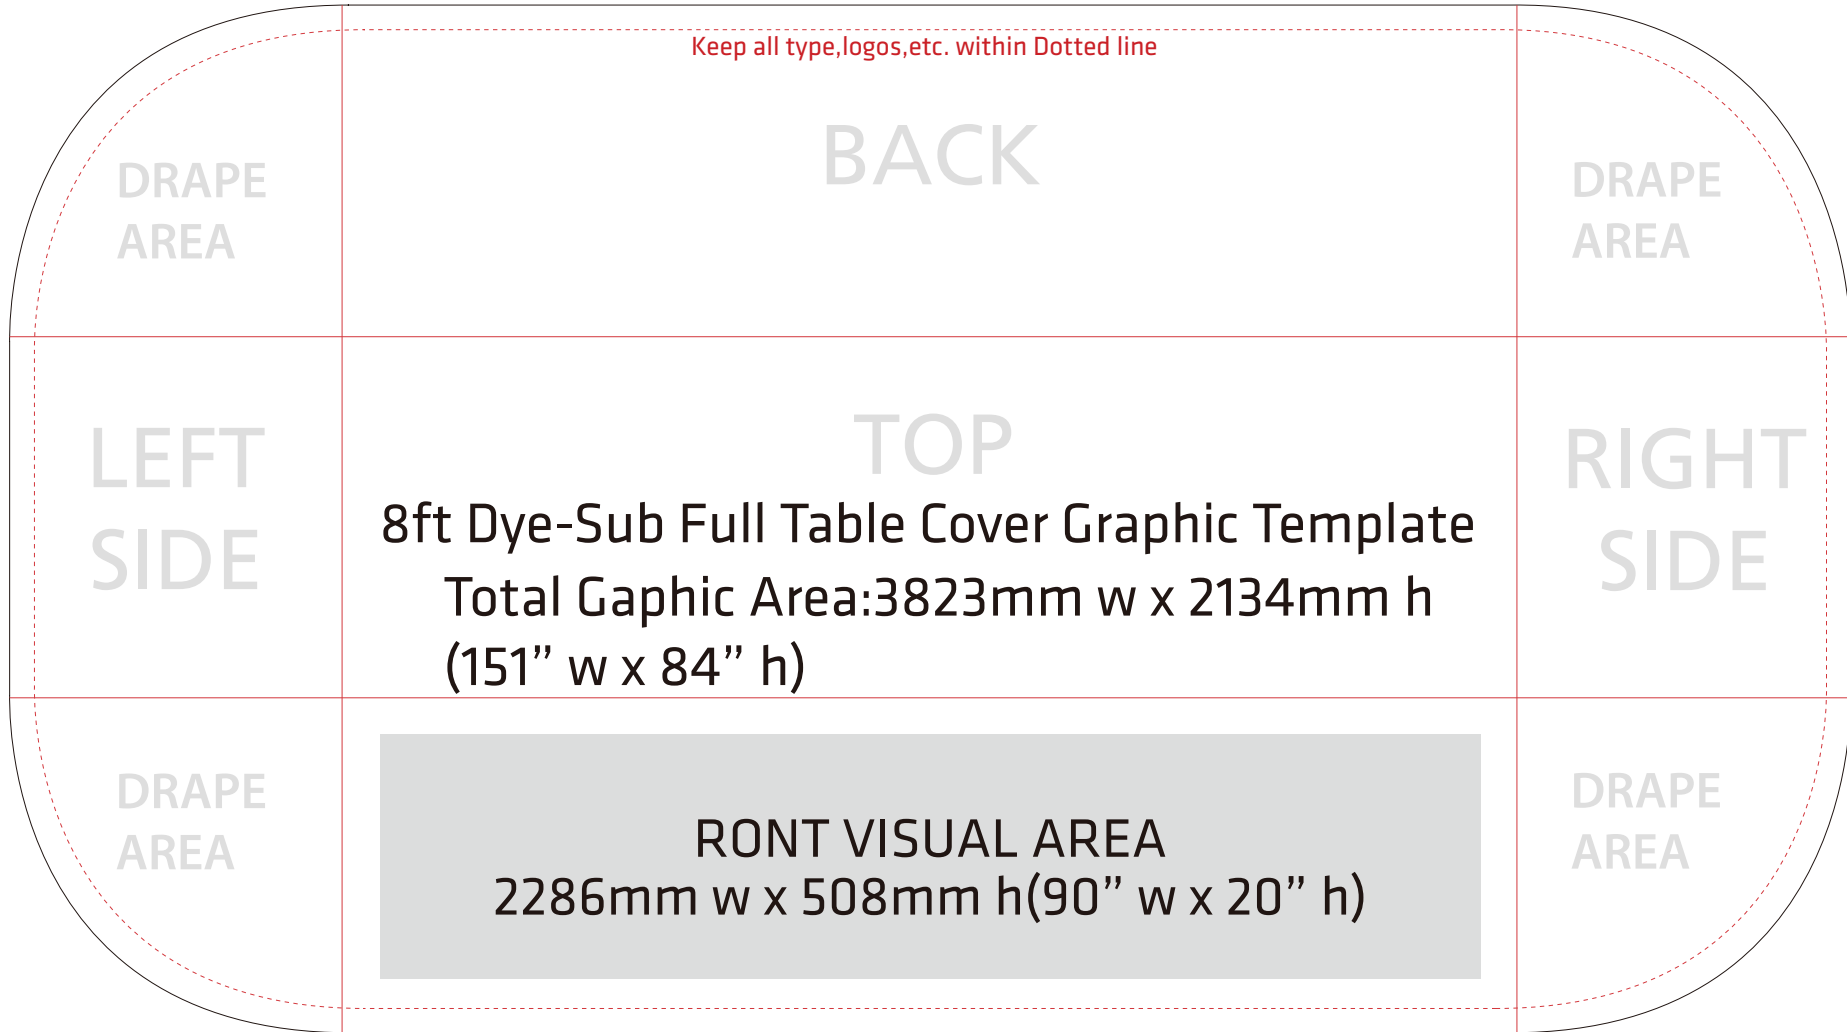 Keep all type,logos,etc. within Dotted line
BACK
DRAPE
AREA
DRAPE
AREA
LEFT
SIDE
TOP
8ft Dye-Sub Full Table Cover Graphic Template
Total Gaphic Area:3823mm w x 2134mm h
(151” w x 84” h)
RIGHT
SIDE
DRAPE
AREA
RONT VISUAL AREA
2286mm w x 508mm h(90” w x 20” h)
DRAPE
AREA